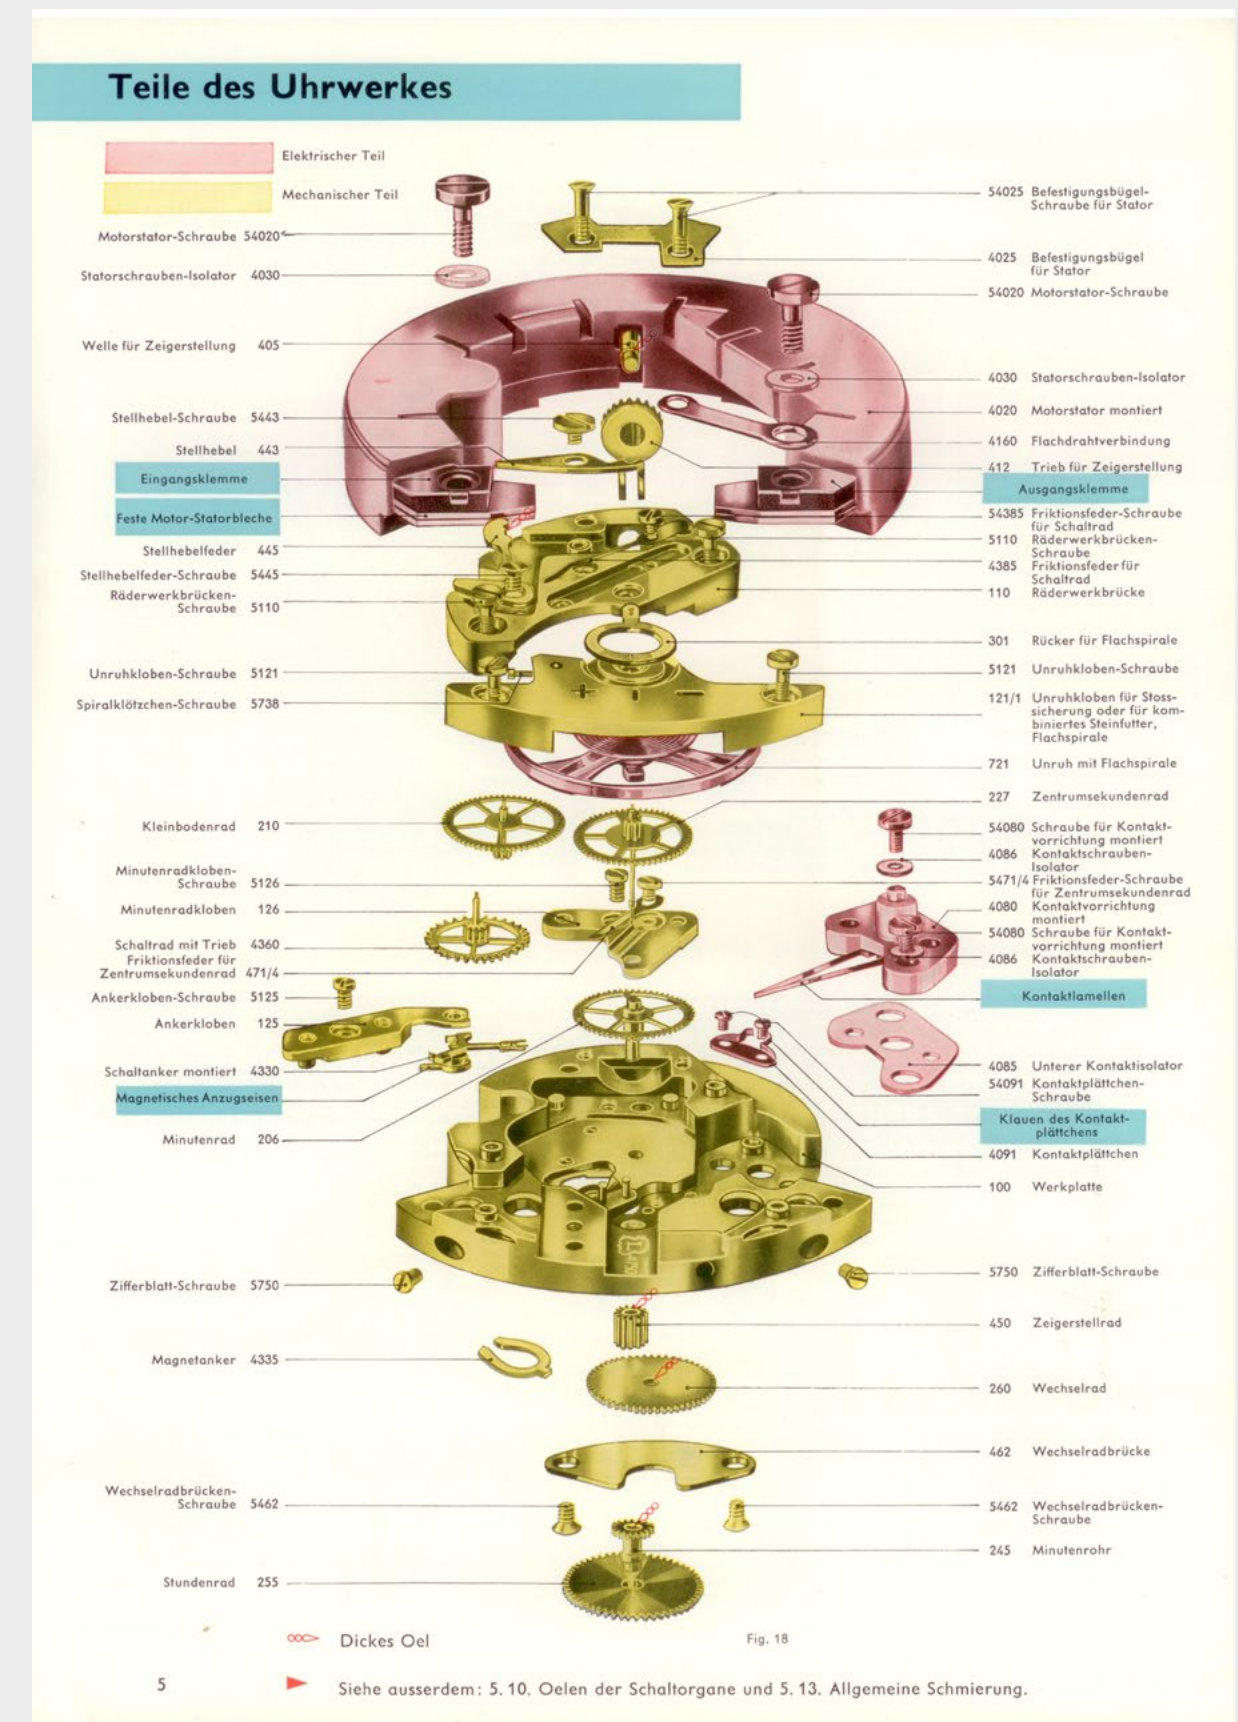 Teile des Uhrwerkes
Elektrischer Teil
Mechanischer Teil
Motorstator-Schraube 54020
Statorschrauben-Isolator 4030
Welle für Zeigerstellung 405
Stellhebel-Schraube 5443
Stellhebel 443
Eingangsklemme
Feste Motor-Statorbleche
Stellhebelfeder 445
Stellhebelfeder-Schraube 5445
Räderwerkbrücken-
Schraube 5110
Unruhkloben-Schraube 5121
Spiralklötzchen-Schraube 5738
Kleinbodenrad 210
Minutenradkloben-
Schraube 5126
Minutenradkloben 126
Schaltrad mit Trieb 4360
Friktionsfeder für
Zentrumsekundenrad 471/4
Ankerkloben-Schraube 5125
Ankerkloben 125
Schaltanker montiert 4330
Magnetisches Anzugseisen
Minutenrad 206
Zifferblatt-Schraube 5750
Magnetanker 4335
Wechselradbrücken-
Schraube 5462
Stundenrad 255
54025 Befestigungsbügel-
Schraube für Stator
4025 Befestigungsbügel
für Stator
54020 Motorstator-Schraube
4030 Statorschrauben-Isolator
4020 Motorstator montiert
4160 Flachdrahtverbindung
412 Trieb für Zeigerstellung
Ausgangsklemme
54385 Friktionsfeder-Schraube
für Schaltrad
5110 Räderwerkbrücken-
Schraube
4385 Friktionsfeder für
Schaltrad
110 Räderwerkbrücke
301 Rücker für Flachspirale
5121 Unruhkloben-Schraube
121/1 Unruhkloben für Stoss-
sicherung oder für kom-
biniertes Steinfutter,
Flachspirale
721 Unruh mit Flachspirale
227 Zentrumsekundenrad
54080 Schraube für Kontakt-
vorrichtung montiert
4086 Kontaktschrauben-
Isolator
5471/4 Friktionsfeder-Schraube
für Zentrumsekundenrad
4080 Kontaktvorrichtung
montiert
54080 Schraube für Kontakt-
vorrichtung montiert
4086 Kontaktschrauben-
Isolator
Kontaktlamellen
4085 Unterer Kontaktisolator
54091 Kontaktplättchen-
Schraube
Klauen des Kontakt-
plättchens
4091 Kontaktplättchen
100 Werkplatte
5750 Zifferblatt-Schraube
450 Zeigerstellrad
260 Wechselrad
462 Wechselradbrücke
5462 Wechselradbrücken-
Schraube
245 Minutenrohr
Dickes Oel
Fig. 18
5
Siehe ausserdem: 5.10. Oelen der Schaltorgane und 5.13. Allgemeine Schmierung.